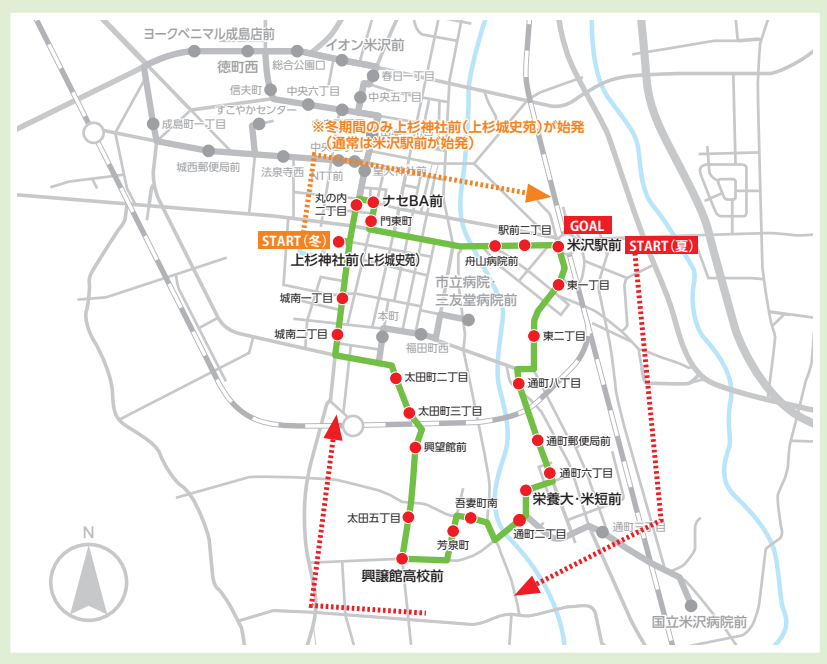 ヨークベニマル成島店前
イオン米沢前
徳町西
総合公園口
春日一丁目
信夫町
中央六丁目
中央五丁目
すこやかセンター
成島町一丁目
※冬期間のみ上杉神社前（上杉城史苑）が始発
（通常は米沢駅前が始発）
城西郵便局前
法泉寺西
NTT前
丸の内
二丁目
ナセBA前
門東町
START（冬）
上杉神社前（上杉城史苑）
駅前二丁目
GOAL
米沢駅前
START（夏）
舟山病院前
市立病院・
三友堂病院前
東一丁目
城南一丁目
本町
城南二丁目
福田町西
東二丁目
太田町二丁目
通町八丁目
太田町三丁目
興望館前
通町郵便局前
通町六丁目
栄養大・米短前
吾妻町南
太田五丁目
芳泉町
通町二丁目
興譲館高校前
N
国立米沢病院前